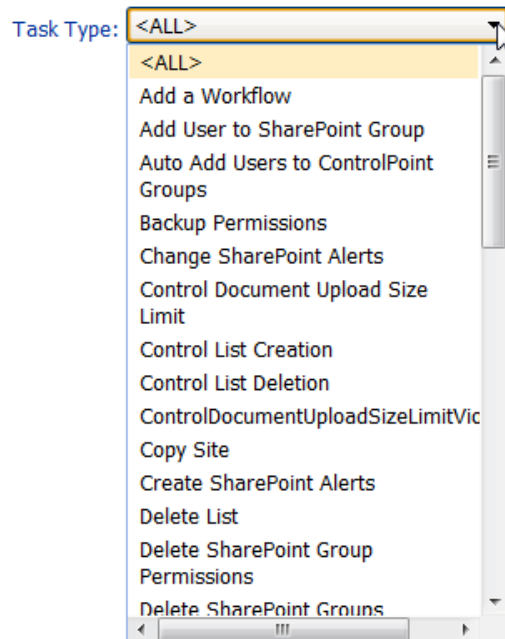 Task Type: <ALL>
<ALL>
Add a Workflow
Add User to SharePoint Group
Auto Add Users to ControlPoint
Groups
Backup Permissions
Change SharePoint Alerts
Control Document Upload Size
Limit
Control List Creation
Control List Deletion
ControlDocumentUploadSizeLimitVic
Copy Site
Create SharePoint Alerts
Delete List
Delete SharePoint Group
Permissions
Delete SharePoint Groups